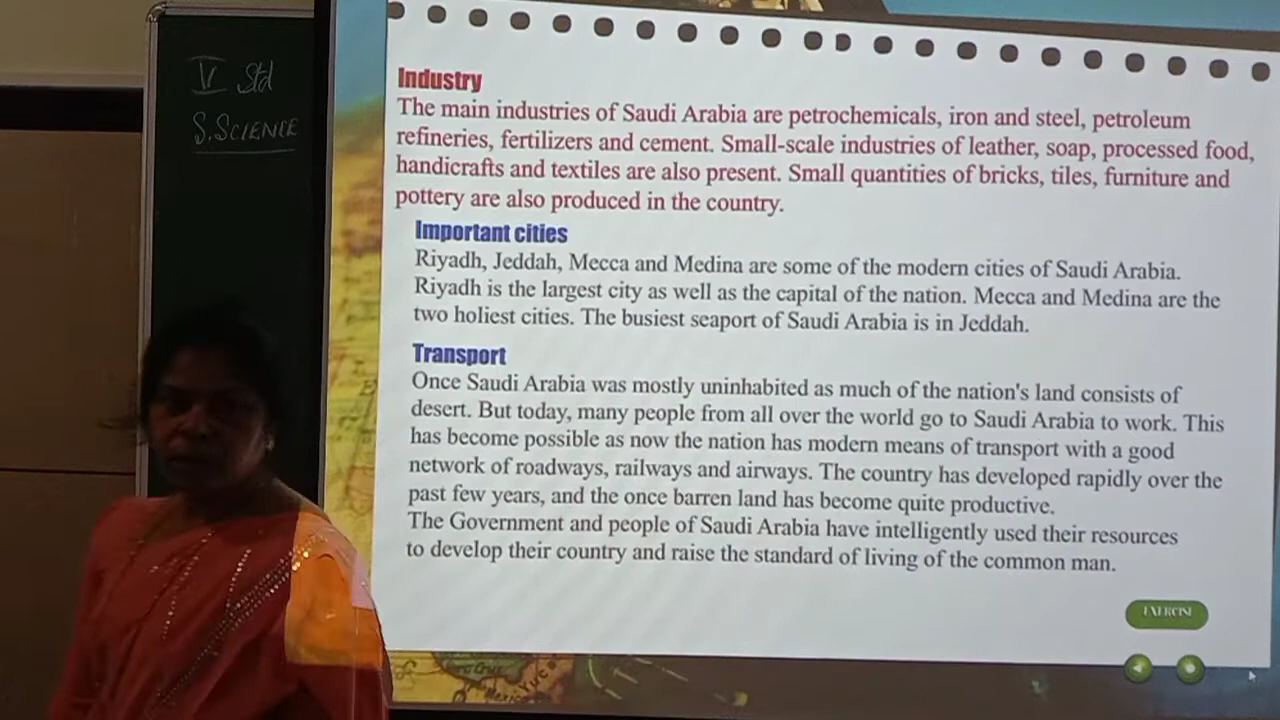 V Std
S.SCIENCE
Industry
The main industries of Saudi Arabia are petrochemicals, iron and steel, petroleum
refineries, fertilizers and cement. Small-scale industries of leather, soap, processed food,
handicrafts and textiles are also present. Small quantities of bricks, tiles, furniture and
pottery are also produced in the country.
Important cities
Riyadh, Jeddah, Mecca and Medina are some of the modern cities of Saudi Arabia.
Riyadh is the largest city as well as the capital of the nation. Mecca and Medina are the
two holiest cities. The busiest seaport of Saudi Arabia is in Jeddah.
Transport
Once Saudi Arabia was mostly uninhabited as much of the nation's land consists of
desert. But today, many people from all over the world go to Saudi Arabia to work. This
has become possible as now the nation has modern means of transport with a good
network of roadways, railways and airways. The country has developed rapidly over the
past few years, and the once barren land has become quite productive.
The Government and people of Saudi Arabia have intelligently used their resources
to develop their country and raise the standard of living of the common man.
EXERCISE